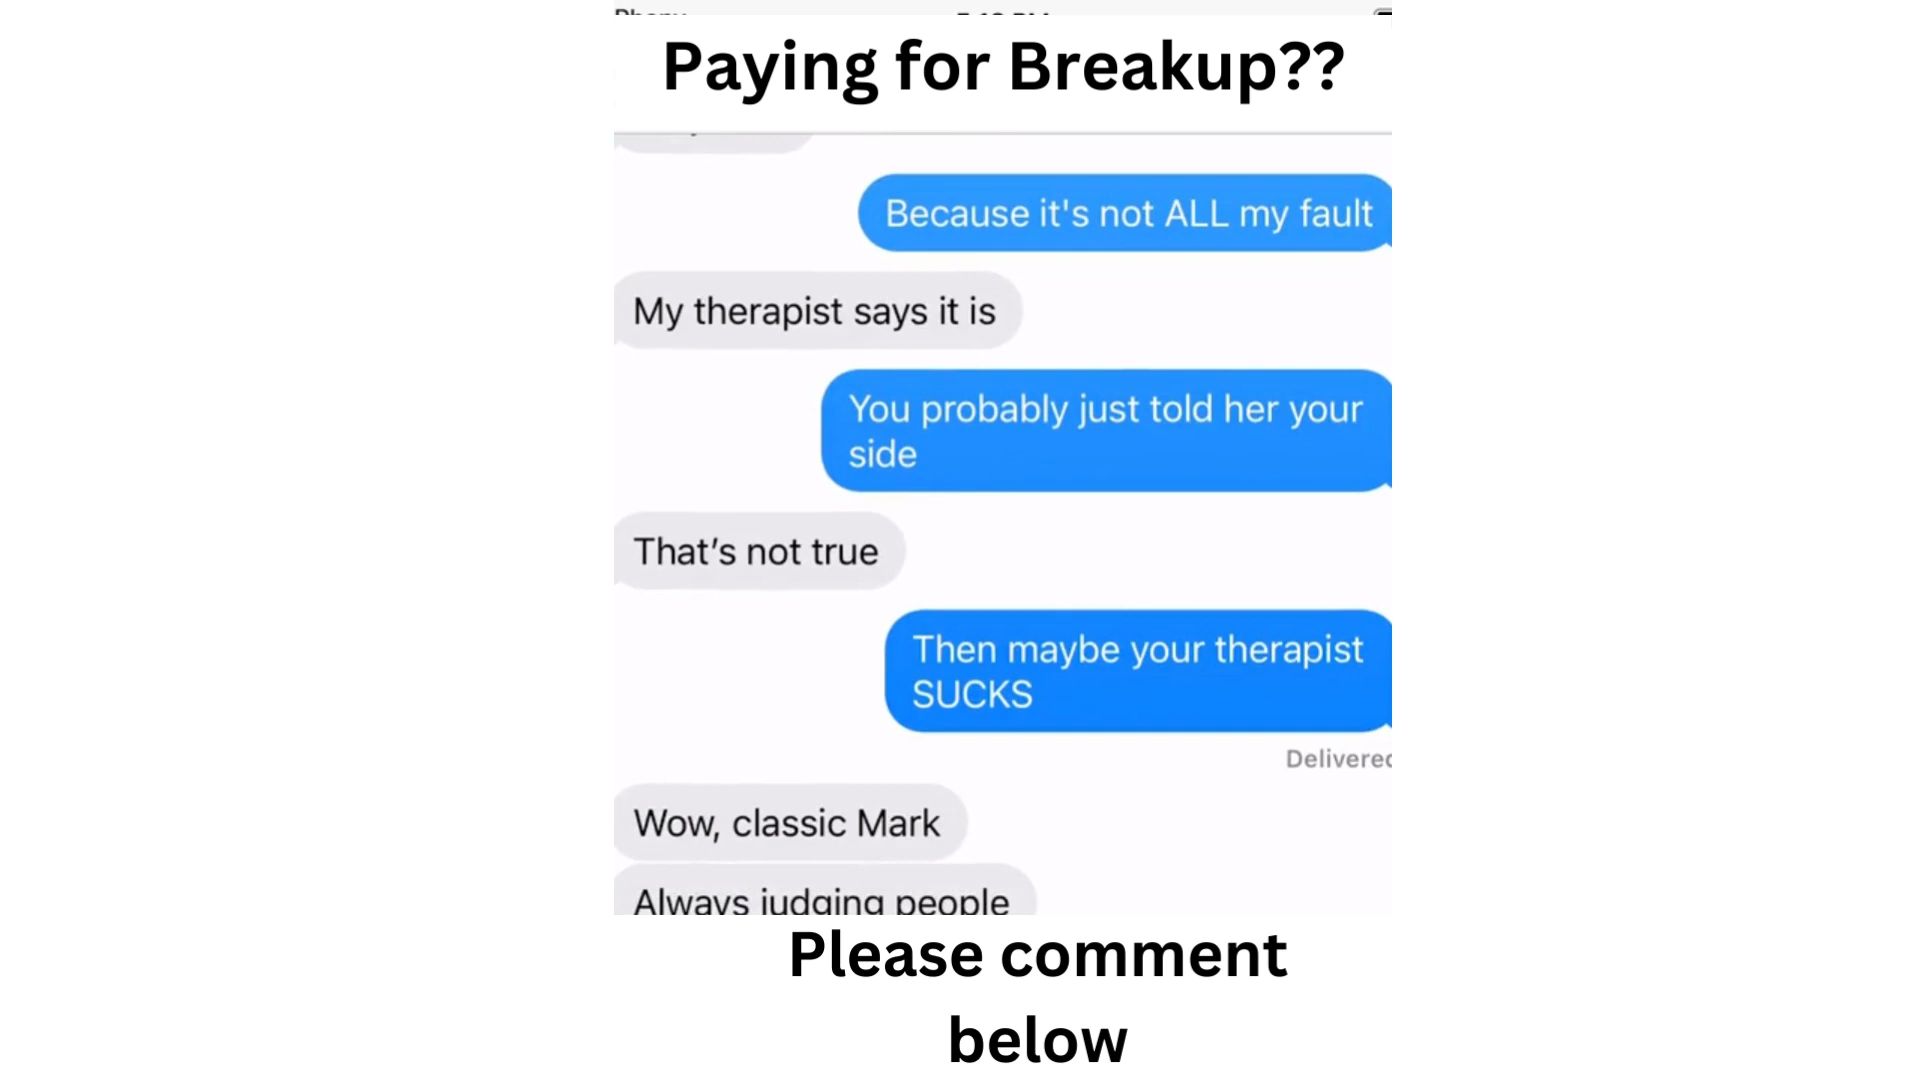 Paying for Breakup??
Because it's not ALL my fault
My therapist says it is
You probably just told her your
side
That’s not true
Then maybe your therapist
SUCKS
Delivered
Wow, classic Mark
Always judging people
Please comment
below